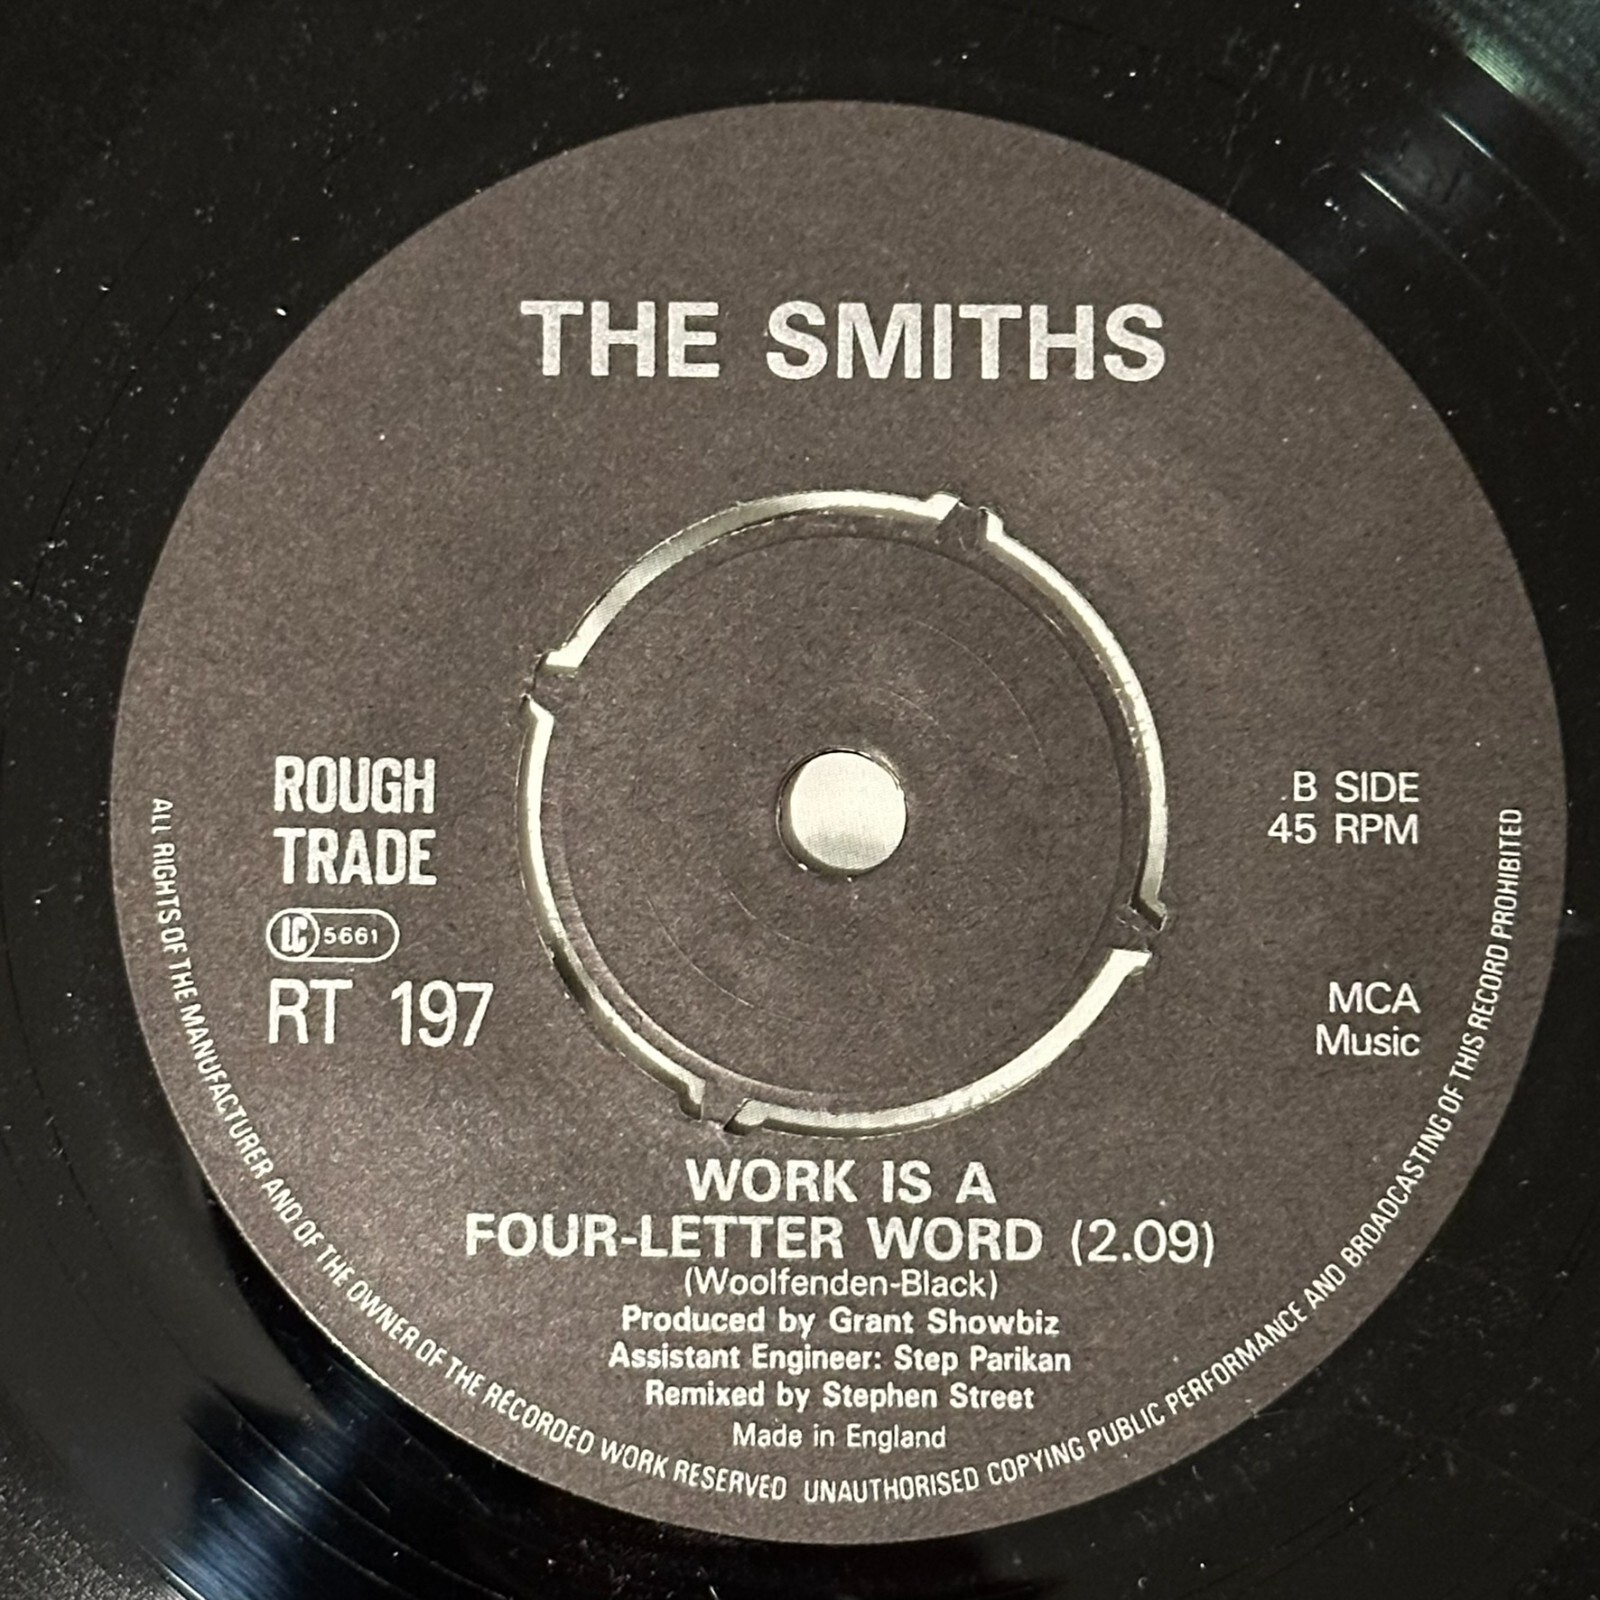 THE SMITHS
ROUGH
TRADE
LC 5661
RT 197
B SIDE
45 RPM
MCA
Music
WORK IS A
FOUR-LETTER WORD (2.09)
(Woolfenden-Black)
Produced by Grant Showbiz
Assistant Engineer: Step Parikan
Remixed by Stephen Street
Made in England
ALL RIGHTS OF THE MANUFACTURER AND OF THE OWNER OF THE RECORDED WORK RESERVED UNAUTHORISED COPYING PUBLIC PERFORMANCE AND BROADCASTING OF THIS RECORD PROHIBITED